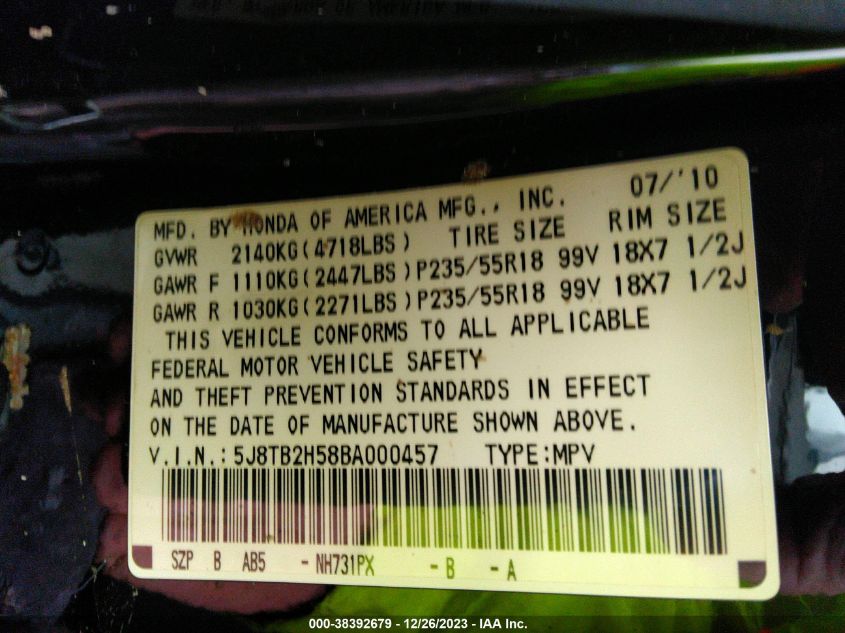 07/'10
MFD. BY HONDA OF AMERICA MFG., INC.
GVWR 2140KG(4718LBS) TIRE SIZE RIM SIZE
GAWR F 1110KG(2447LBS)P235/55R18 99V 18X7 1/2J
GAWR R 1030KG(2271LBS)P235/55R18 99V 18X7 1/2J
THIS VEHICLE CONFORMS TO ALL APPLICABLE
FEDERAL MOTOR VEHICLE SAFETY
AND THEFT PREVENTION STANDARDS IN EFFECT
ON THE DATE OF MANUFACTURE SHOWN ABOVE.
V.I.N.:5J8TB2H58BA000457 TYPE:MPV
SZP B AB5 -NH731PX -B -A
000-38392679 - 12/26/2023 - IAA Inc.